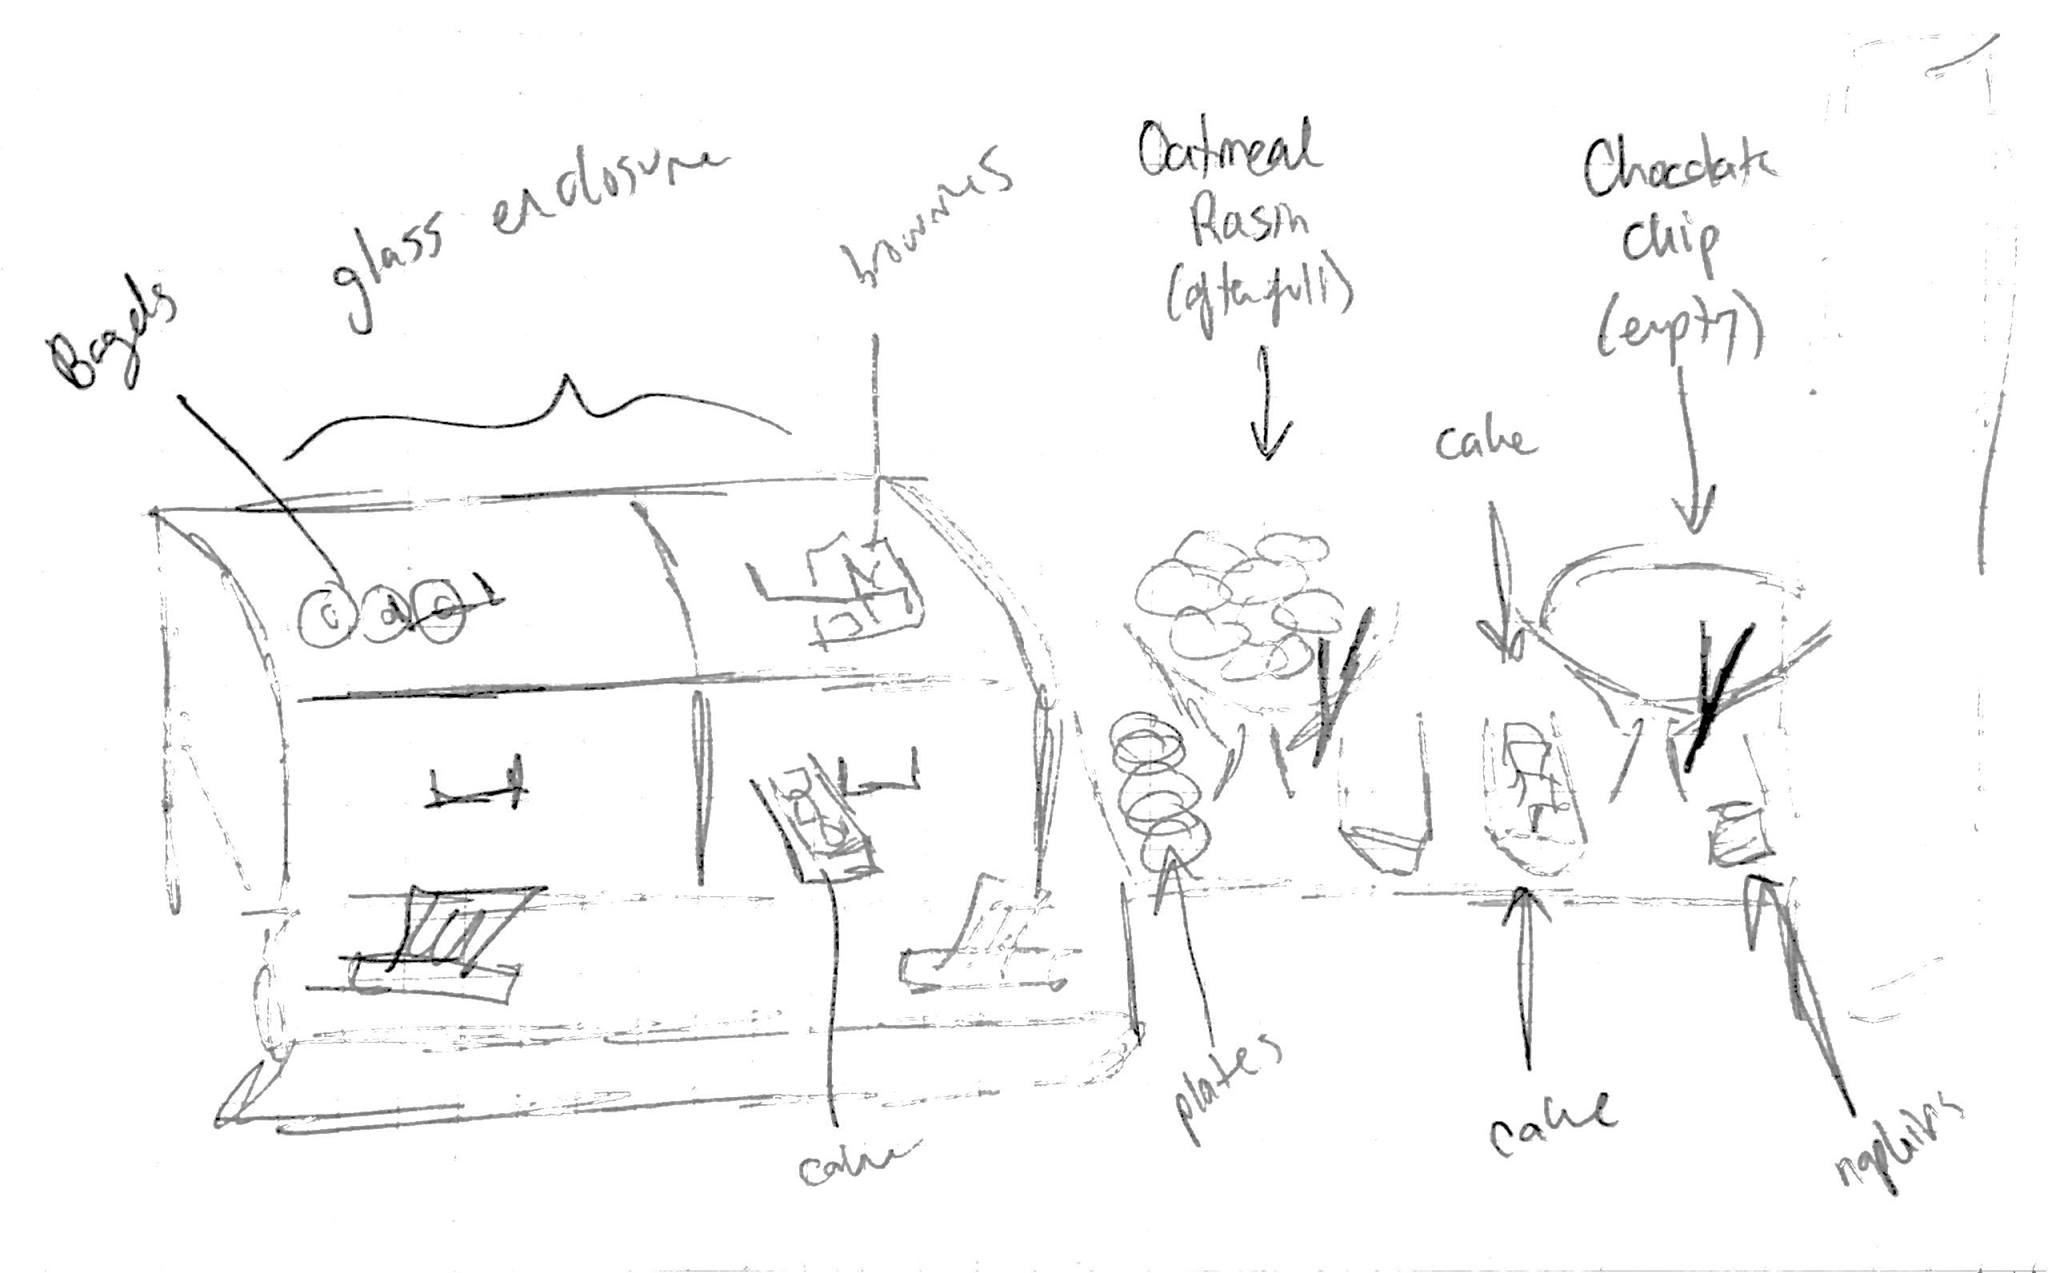 glass enclosure
Bagels
brownies
Oatmeal
Rasin
(often full)
Chocolate
Chip
(empty)
cake
cake
plates
cake
napkins